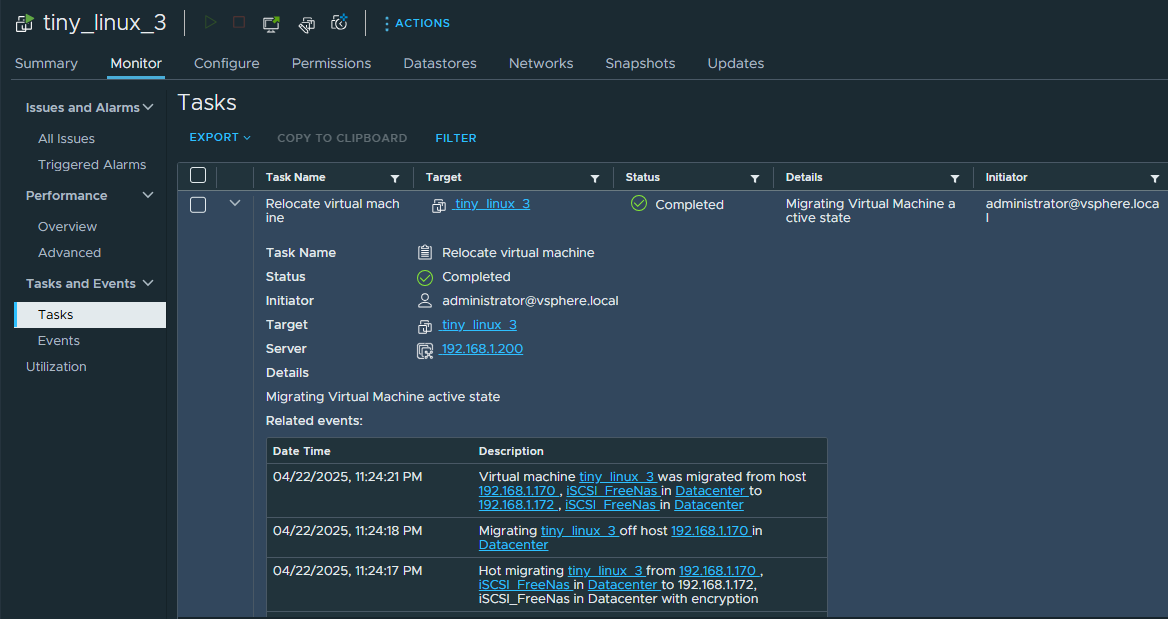 tiny_linux_3
ACTIONS
Summary Monitor Configure Permissions Datastores Networks Snapshots Updates
Issues and Alarms
All Issues
Triggered Alarms
Performance
Overview
Advanced
Tasks and Events
Tasks
Events
Utilization
Tasks
EXPORT COPY TO CLIPBOARD FILTER
Task Name Target Status Details Initiator
Relocate virtual mach
ine
tiny_linux_3
Completed
Migrating Virtual Machine a
ctive state
administrator@vsphere.loca
l
Task Name Relocate virtual machine
Status Completed
Initiator administrator@vsphere.local
Target tiny_linux_3
Server 192.168.1.200
Details
Migrating Virtual Machine active state
Related events:
Date Time Description
04/22/2025, 11:24:21 PM Virtual machine tiny_linux_3 was migrated from host
192.168.1.170 , iSCSI_FreeNas in Datacenter to
192.168.1.172 , iSCSI_FreeNas in Datacenter
04/22/2025, 11:24:18 PM Migrating tiny_linux_3 off host 192.168.1.170 in
Datacenter
04/22/2025, 11:24:17 PM Hot migrating tiny_linux_3 from 192.168.1.170 ,
iSCSI_FreeNas in Datacenter to 192.168.1.172,
iSCSI_FreeNas in Datacenter with encryption